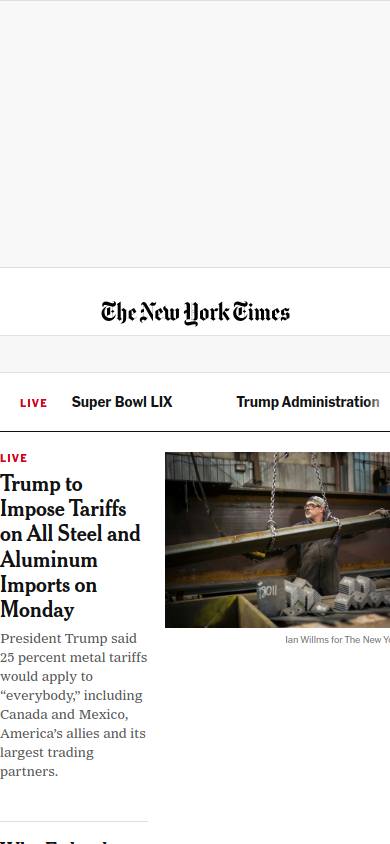 The New York Times
LIVE Super Bowl LIX Trump Administration
LIVE
Trump to
Impose Tariffs
on All Steel and
Aluminum
Imports on
Monday
President Trump said
25 percent metal tariffs
would apply to
“everybody,” including
Canada and Mexico,
America’s allies and its
largest trading
partners.
Ian Willms for The New Yo